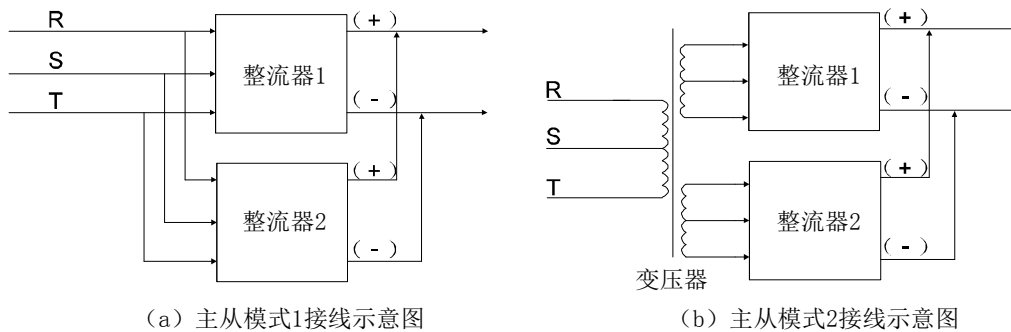 R
S
T
整流器1
(+)
(-)
整流器2
(+)
(-)
(a) 主从模式1接线示意图
R
S
T
变压器
整流器1
(+)
(-)
整流器2
(+)
(-)
(b) 主从模式2接线示意图